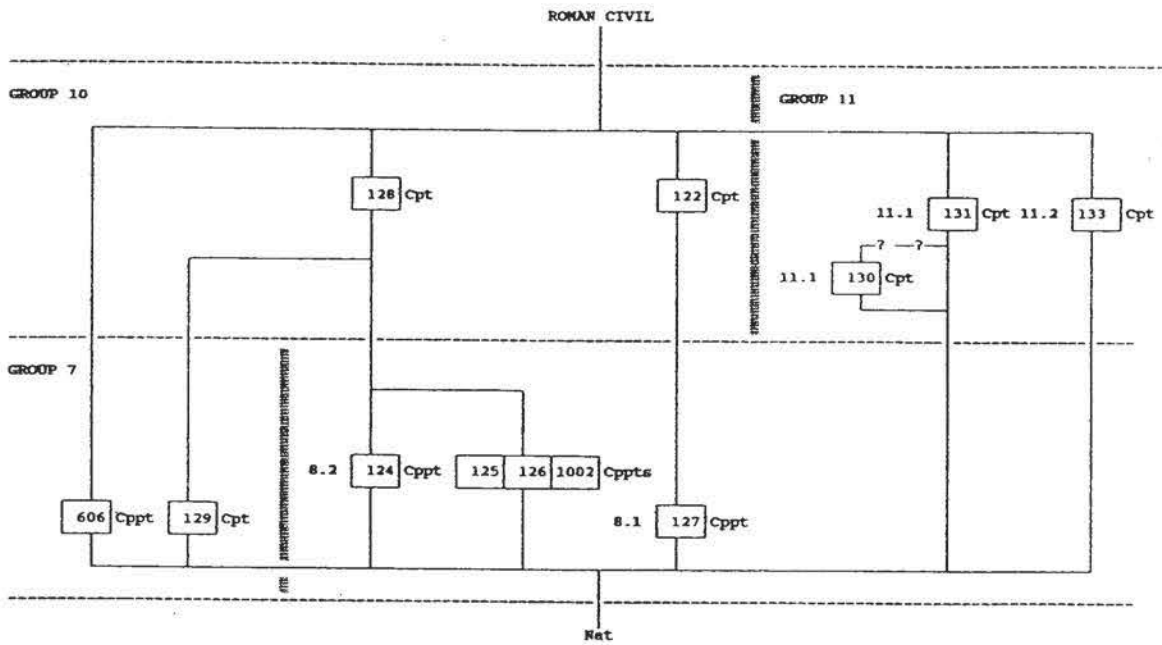 ROMAN CIVIL
GROUP 10
GROUP 11
128 Cpt
122 Cpt
11.1 131 Cpt 11.2 133 Cpt
? ?
11.1 130 Cpt
GROUP 7
8.2 124 Cppt 125 126 1002 Cppts
606 Cppt 129 Cpt 8.1 127 Cppt
Nat